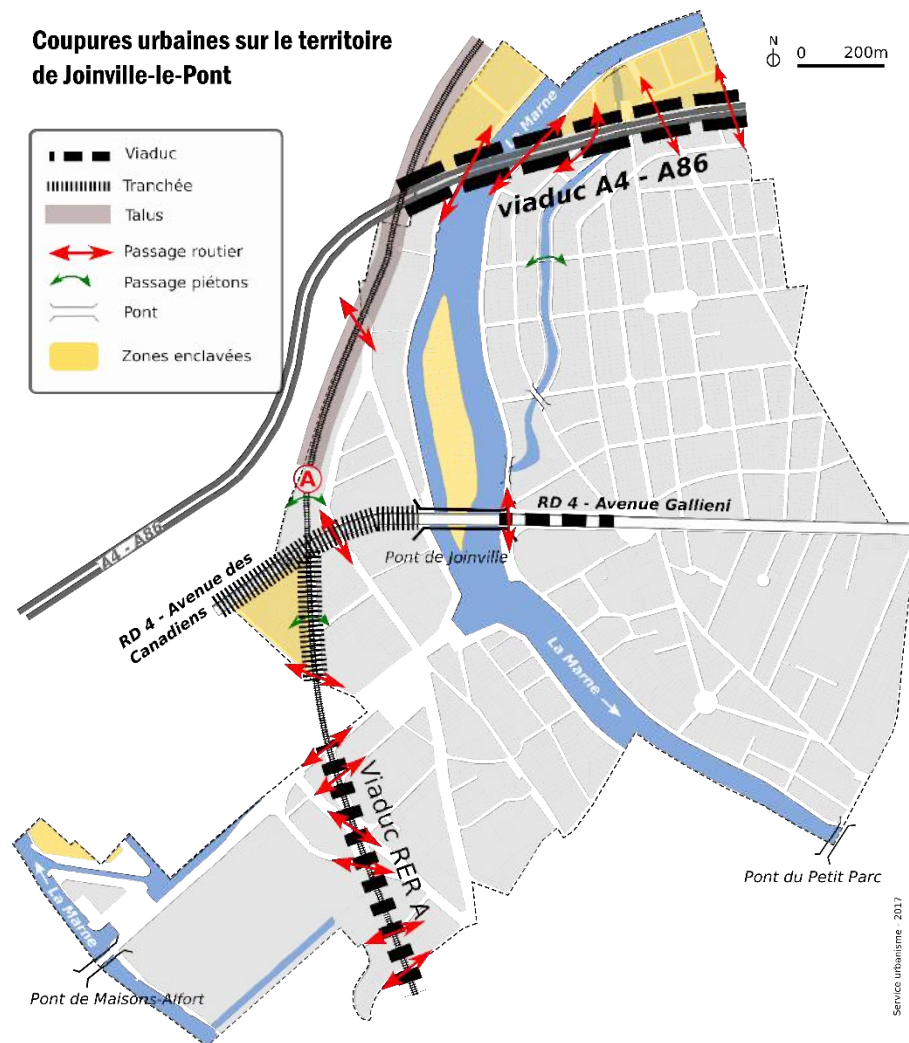 Coupures urbaines sur le territoire
de Joinville-le-Pont
N
0 200m
Viaduc
Tranchée
Talus
Passage routier
Passage piétons
Pont
Zones enclavées
La Marne
viaduc A4 - A86
A
RD 4 - Avenue Gallieni
A4 - A86
Pont de Joinville
RD 4 - Avenue des
Canadiens
La Marne →
Viaduc RER A
Pont du Petit Parc
← La Marne
Pont de Maisons-Alfort
Service urbanisme - 2017